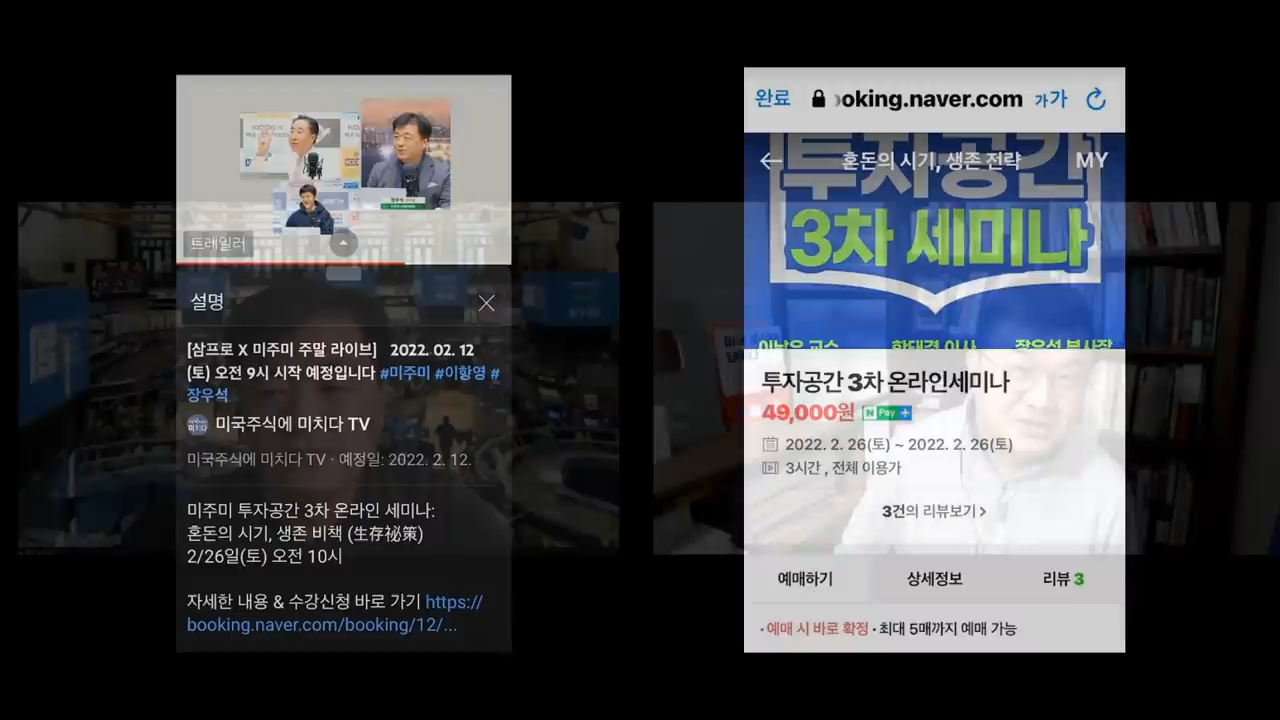 트레일러
설명
[삼프로 X 미주미 주말 라이브] 2022. 02. 12
(토) 오전 9시 시작 예정입니다 #미주미 #이항영 #
장우석
미국주식에 미치다 TV
미국주식에 미치다 TV · 예정일: 2022. 2. 12.
미주미 투자공간 3차 온라인 세미나:
혼돈의 시기, 생존 비책 (生存祕策)
2/26일(토) 오전 10시
자세한 내용 & 수강신청 바로 가기 https://
booking.naver.com/booking/12/...
완료 oking.naver.com 가가
혼돈의 시기, 생존 전략 MY
투자공간
3차 세미나
투자공간 3차 온라인세미나
49,000원 N Pay +
2022. 2. 26(토) ~ 2022. 2. 26(토)
3시간 , 전체 이용가
3건의 리뷰보기 >
예매하기 상세정보 리뷰 3
· 예매 시 바로 확정 · 최대 5매까지 예매 가능